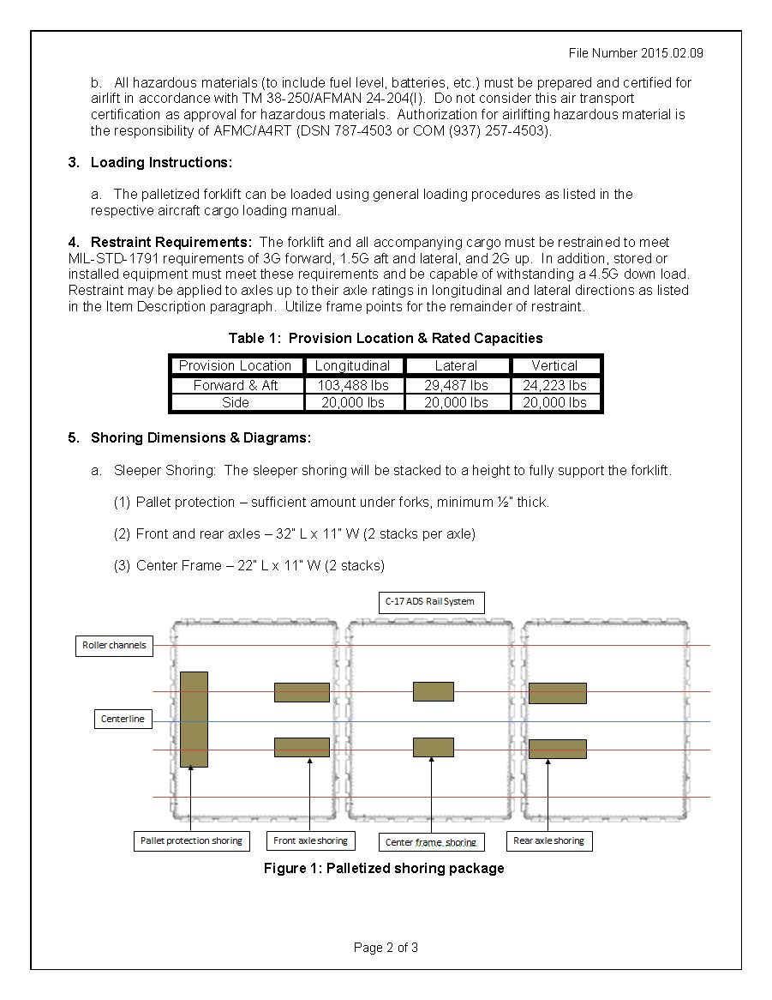 File Number 2015.02.09
b. All hazardous materials (to include fuel level, batteries, etc.) must be prepared and certified for
airlift in accordance with TM 38-250/AFMAN 24-204(I). Do not consider this air transport
certification as approval for hazardous materials. Authorization for airlifting hazardous material is
the responsibility of AFMC/A4RT (DSN 787-4503 or COM (937) 257-4503).
3. Loading Instructions:
a. The palletized forklift can be loaded using general loading procedures as listed in the
respective aircraft cargo loading manual.
4. Restraint Requirements: The forklift and all accompanying cargo must be restrained to meet
MIL-STD-1791 requirements of 3G forward, 1.5G aft and lateral, and 2G up. In addition, stored or
installed equipment must meet these requirements and be capable of withstanding a 4.5G down load.
Restraint may be applied to axles up to their axle ratings in longitudinal and lateral directions as listed
in the Item Description paragraph. Utilize frame points for the remainder of restraint.
Table 1: Provision Location & Rated Capacities
Provision Location Longitudinal Lateral Vertical
Forward & Aft 103,488 lbs 29,487 lbs 24,223 lbs
Side 20,000 lbs 20,000 lbs 20,000 lbs
5. Shoring Dimensions & Diagrams:
a. Sleeper Shoring: The sleeper shoring will be stacked to a height to fully support the forklift.
(1) Pallet protection – sufficient amount under forks, minimum ½” thick.
(2) Front and rear axles – 32” L x 11” W (2 stacks per axle)
(3) Center Frame – 22” L x 11” W (2 stacks)
C-17 ADS Rail System
Roller channels
Centerline
Pallet protection shoring Front axle shoring Center frame shoring Rear axle shoring
Figure 1: Palletized shoring package
Page 2 of 3